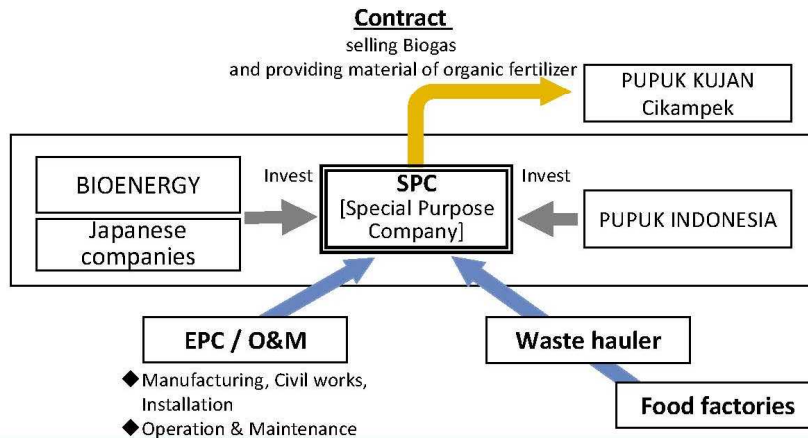 Contract
selling Biogas
and providing material of organic fertilizer
PUPUK KUJAN
Cikampek
BIOENERGY
Japanese
companies
Invest
SPC
[Special Purpose
Company]
Invest
PUPUK INDONESIA
EPC / O&M
◆Manufacturing, Civil works,
Installation
◆Operation & Maintenance
Waste hauler
Food factories